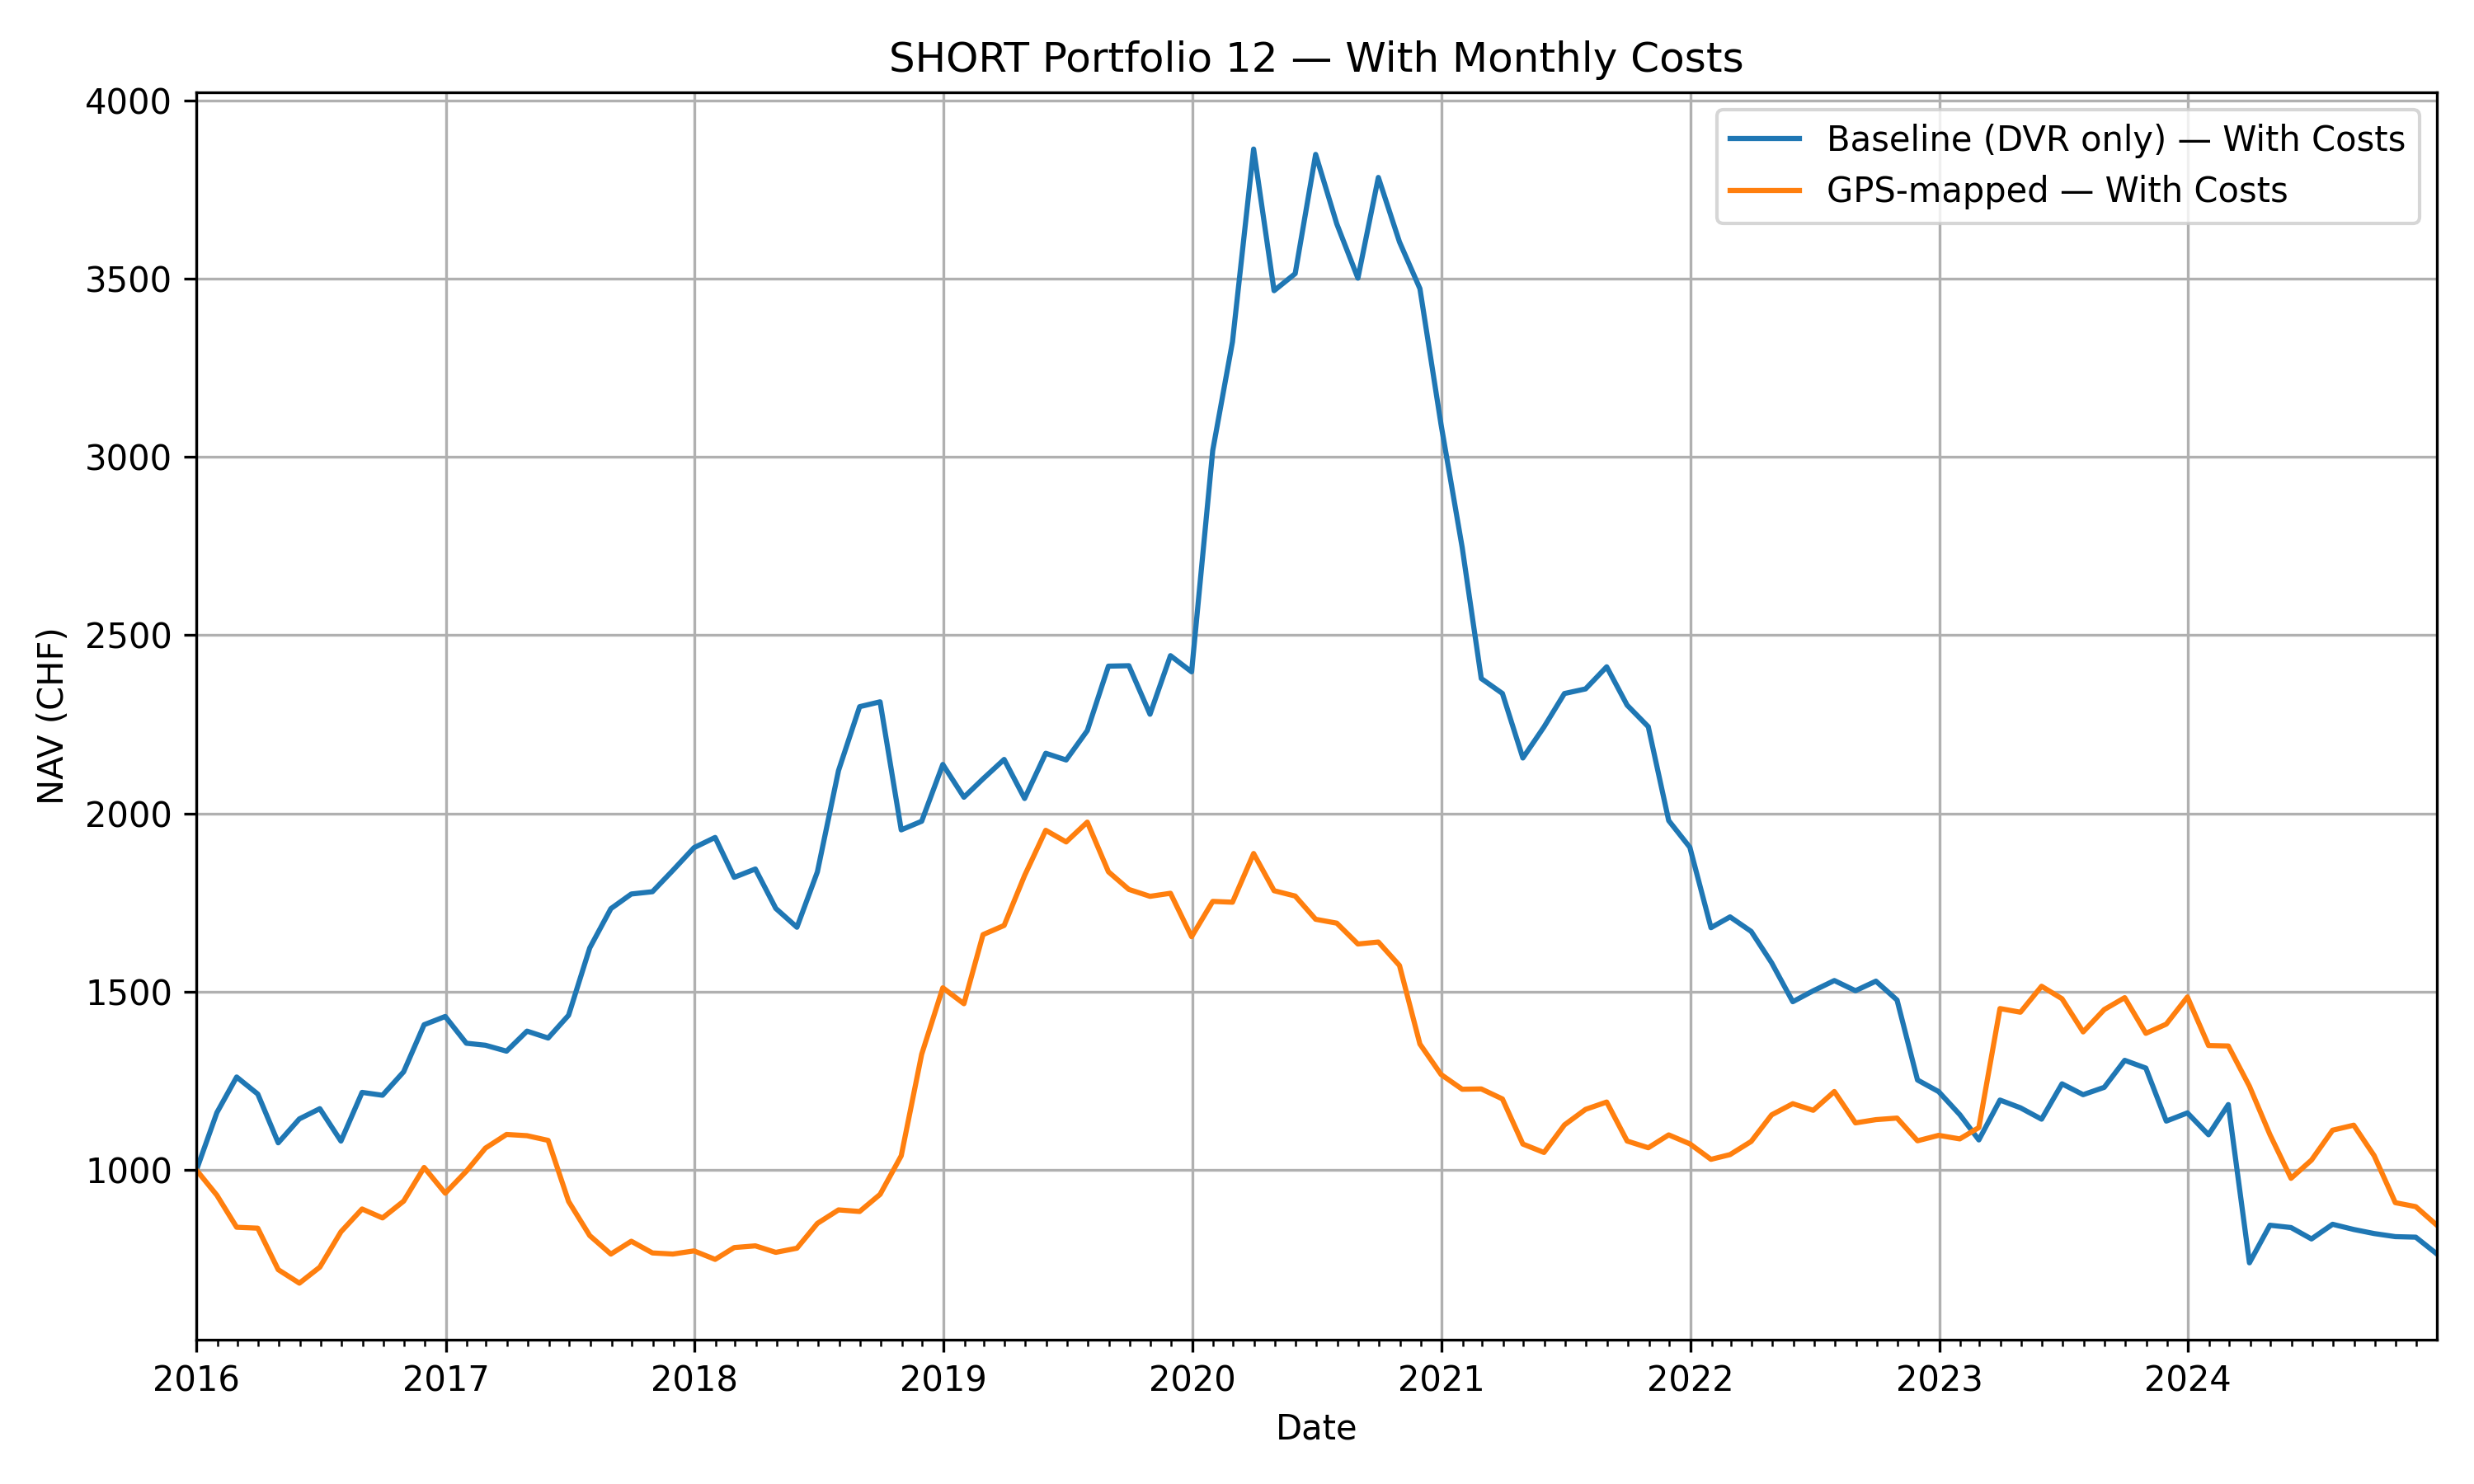 SHORT Portfolio 12 — With Monthly Costs
Baseline (DVR only) — With Costs
GPS-mapped — With Costs
NAV (CHF)
4000
3500
3000
2500
2000
1500
1000
2016 2017 2018 2019 2020 2021 2022 2023 2024
Date